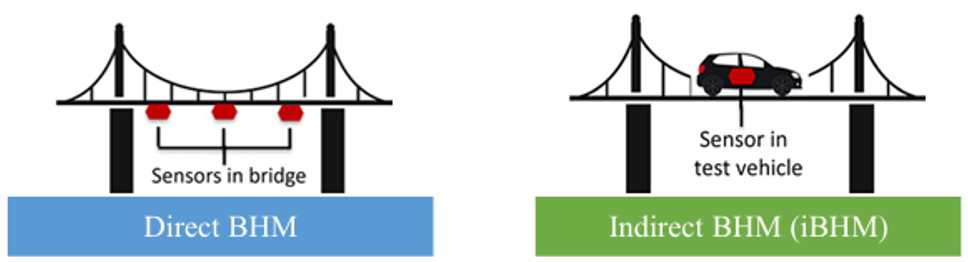 Sensors in bridge
Direct BHM
Sensor in
test vehicle
Indirect BHM (iBHM)